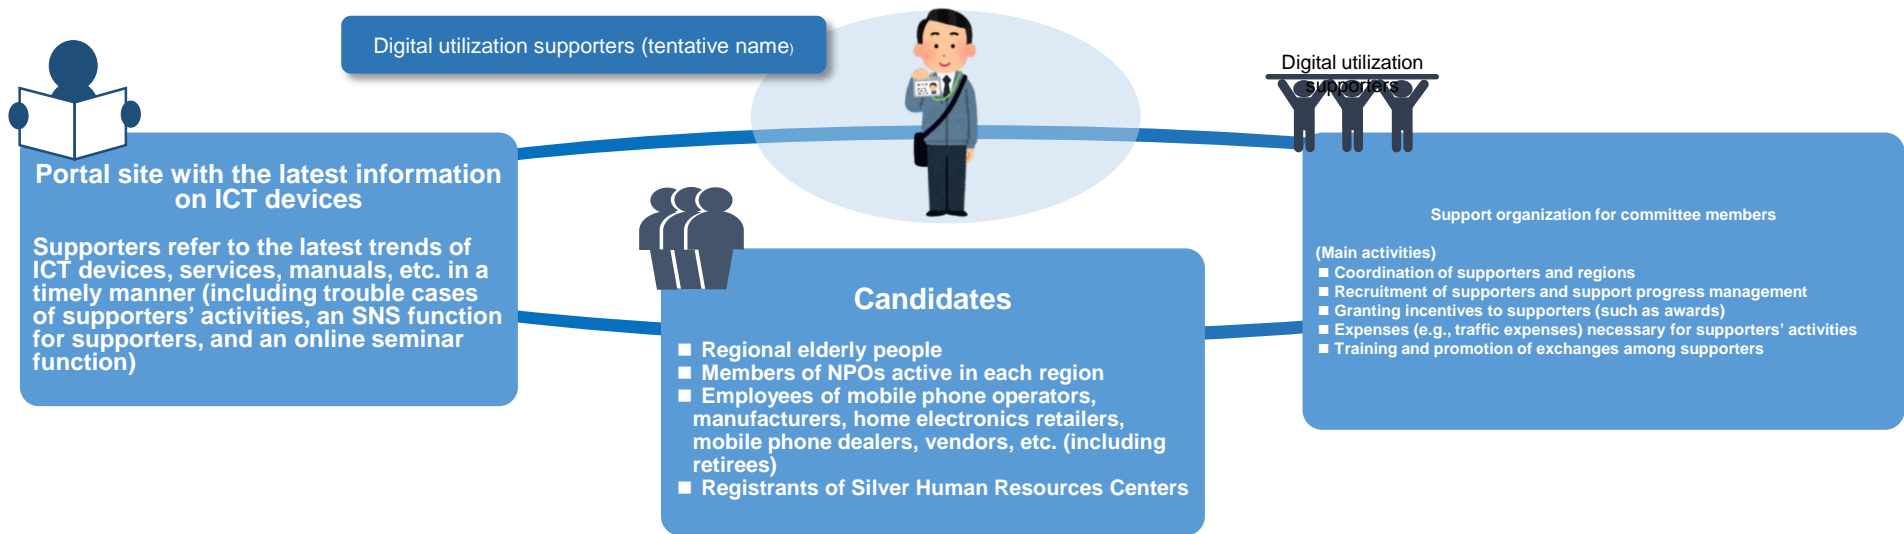 Digital utilization supporters (tentative name)
Digital utilization
supporters
Portal site with the latest information
on ICT devices
Supporters refer to the latest trends of
ICT devices, services, manuals, etc. in a
timely manner (including trouble cases
of supporters’ activities, an SNS function
for supporters, and an online seminar
function)
Candidates
■ Regional elderly people
■ Members of NPOs active in each region
■ Employees of mobile phone operators,
manufacturers, home electronics retailers,
mobile phone dealers, vendors, etc. (including
retirees)
■ Registrants of Silver Human Resources Centers
Support organization for committee members
(Main activities)
■ Coordination of supporters and regions
■ Recruitment of supporters and support progress management
■ Granting incentives to supporters (such as awards)
■ Expenses (e.g., traffic expenses) necessary for supporters’ activities
■ Training and promotion of exchanges among supporters